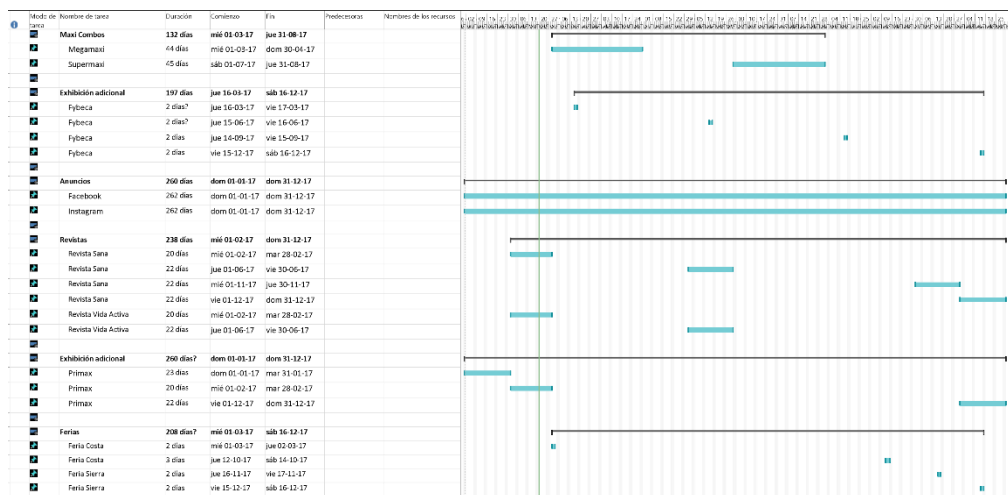 Modo de tarea Nombre de tarea Duración Comienzo Fin Predecesoras Nombres de los recursos
Maxi Combos 132 días mié 01-03-17 jue 31-08-17
Megamaxi 44 días mié 01-03-17 dom 30-04-17
Supermaxi 45 días sáb 01-07-17 jue 31-08-17
Exhibición adicional 197 días jue 16-03-17 sáb 16-12-17
Fybeca 2 días? jue 16-03-17 vie 17-03-17
Fybeca 2 días? jue 15-06-17 vie 16-06-17
Fybeca 2 días jue 14-09-17 vie 15-09-17
Fybeca 2 días vie 15-12-17 sáb 16-12-17
Anuncios 260 días dom 01-01-17 dom 31-12-17
Facebook 262 días dom 01-01-17 dom 31-12-17
Instagram 262 días dom 01-01-17 dom 31-12-17
Revistas 238 días mié 01-02-17 dom 31-12-17
Revista Sana 20 días mié 01-02-17 mar 28-02-17
Revista Sana 22 días jue 01-06-17 vie 30-06-17
Revista Sana 22 días mié 01-11-17 jue 30-11-17
Revista Sana 22 días vie 01-12-17 dom 31-12-17
Revista Vida Activa 20 días mié 01-02-17 mar 28-02-17
Revista Vida Activa 22 días jue 01-06-17 vie 30-06-17
Exhibición adicional 260 días? dom 01-01-17 dom 31-12-17
Primax 23 días dom 01-01-17 mar 31-01-17
Primax 20 días mié 01-02-17 mar 28-02-17
Primax 22 días vie 01-12-17 dom 31-12-17
Ferias 208 días? mié 01-03-17 sáb 16-12-17
Feria Costa 2 días mié 01-03-17 jue 02-03-17
Feria Costa 3 días jue 12-10-17 sáb 14-10-17
Feria Sierra 2 días jue 16-11-17 vie 17-11-17
Feria Sierra 2 días vie 15-12-17 sáb 16-12-17